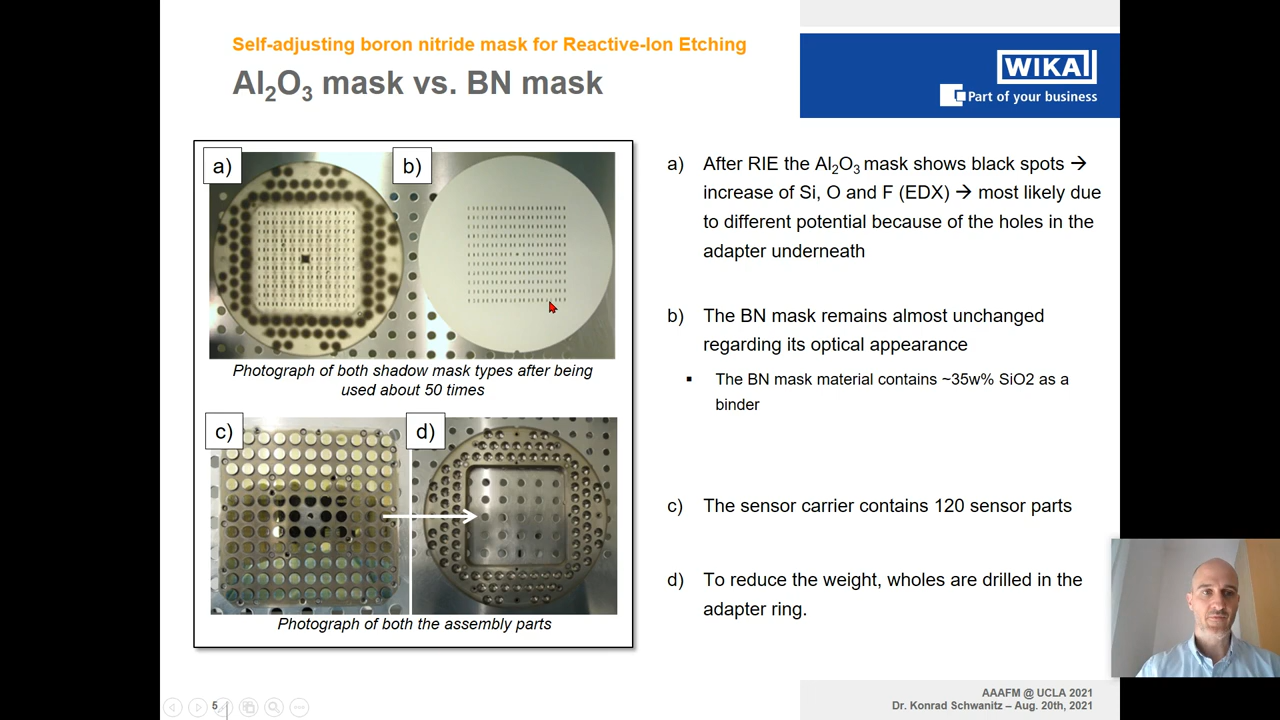 Self-adjusting boron nitride mask for Reactive-Ion Etching
Al₂O₃ mask vs. BN mask
WIKA
Part of your business
a)
b)
Photograph of both shadow mask types after being
used about 50 times
c)
d)
Photograph of both the assembly parts
a) After RIE the Al₂O₃ mask shows black spots →
increase of Si, O and F (EDX) → most likely due
to different potential because of the holes in the
adapter underneath
b) The BN mask remains almost unchanged
regarding its optical appearance
▪ The BN mask material contains ~35w% SiO2 as a
binder
c) The sensor carrier contains 120 sensor parts
d) To reduce the weight, wholes are drilled in the
adapter ring.
5
AAAFM @ UCLA 2021
Dr. Konrad Schwanitz – Aug. 20th, 2021